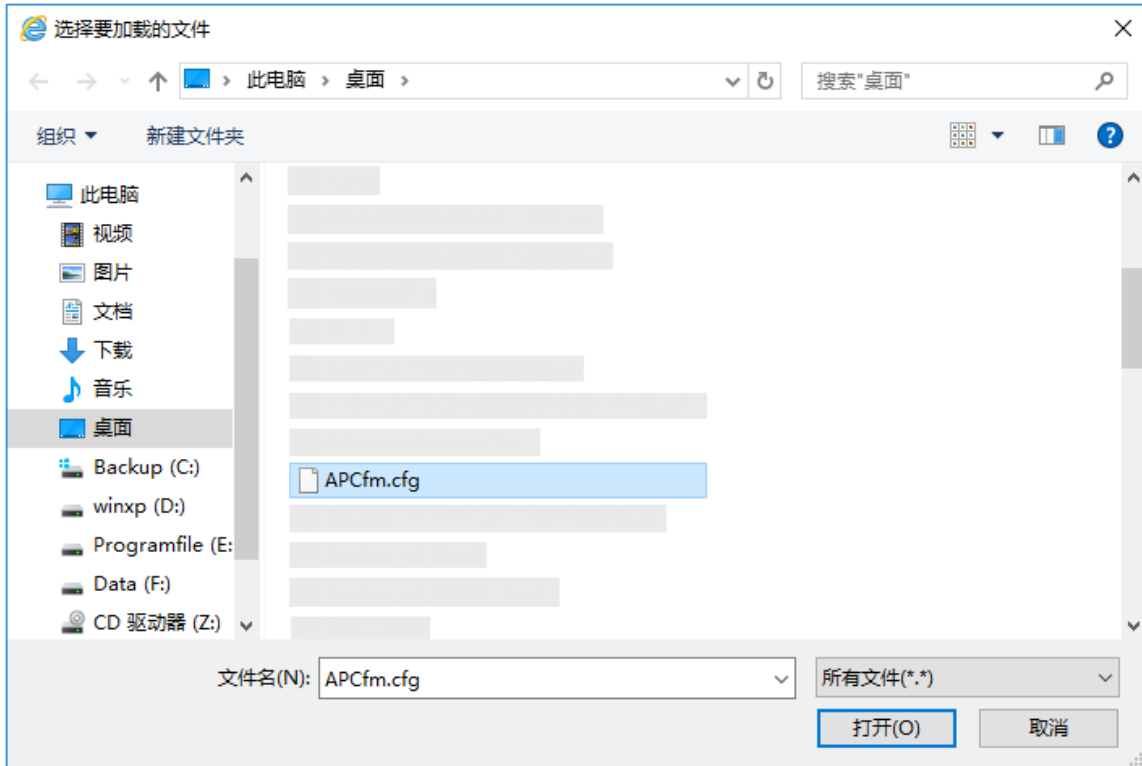 选择要加载的文件
此电脑 › 桌面 ›
搜索"桌面"
组织
新建文件夹
此电脑
视频
图片
文档
下载
音乐
桌面
Backup (C:)
winxp (D:)
Programfile (E:
Data (F:)
CD 驱动器 (Z:)
APCfm.cfg
文件名(N):
APCfm.cfg
所有文件(*.*)
打开(O)
取消